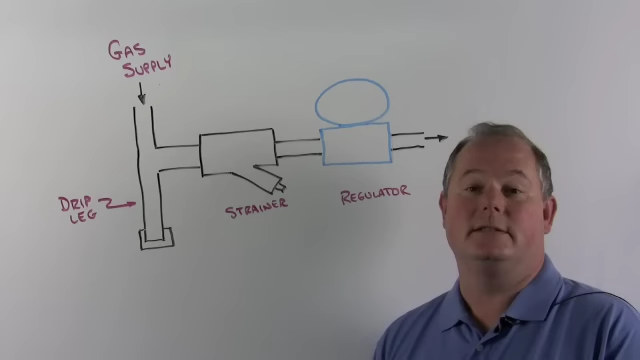 GAS
SUPPLY
DRIP
LEG
STRAINER
REGULATOR